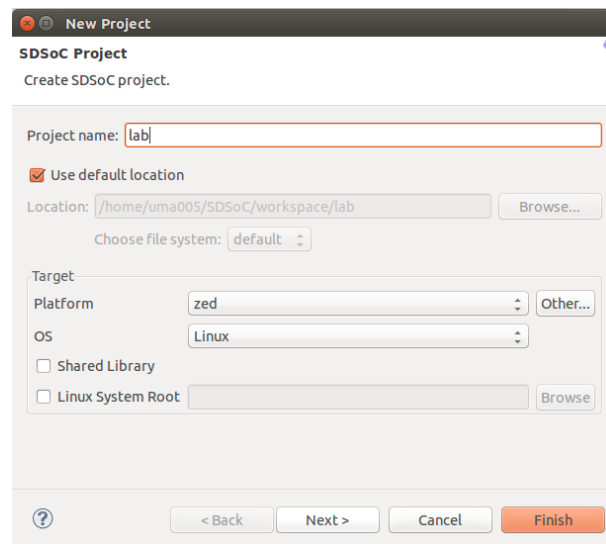 New Project
SDSoC Project
Create SDSoC project.
Project name: lab
Use default location
Location: /home/uma005/SDSoC/workspace/lab Browse...
Choose file system: default
Target
Platform zed Other...
OS Linux
Shared Library
Linux System Root Browse
? < Back Next > Cancel Finish